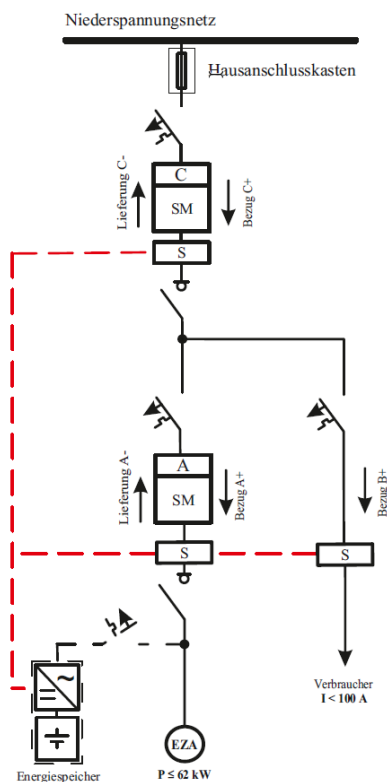 Niederspannungsnetz
Hausanschlusskasten
C
Lieferung C-
SM
Bezug C+
S
A
Lieferung A-
SM
Bezug A+
Bezug B+
S
S
Verbraucher
I < 100 A
EZA
Energiespeicher
P ≤ 62 kW